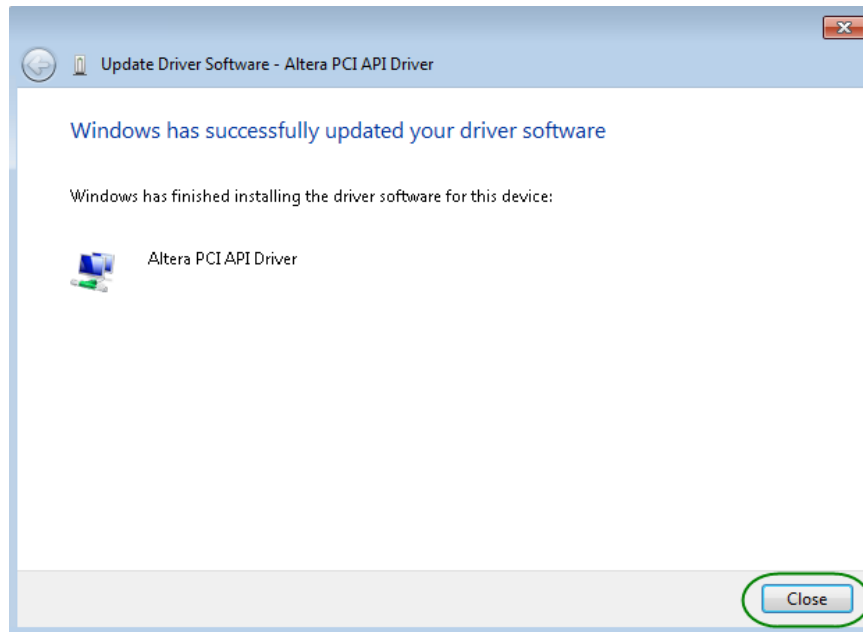 Update Driver Software - Altera PCI API Driver
Windows has successfully updated your driver software
Windows has finished installing the driver software for this device:
Altera PCI API Driver
Close